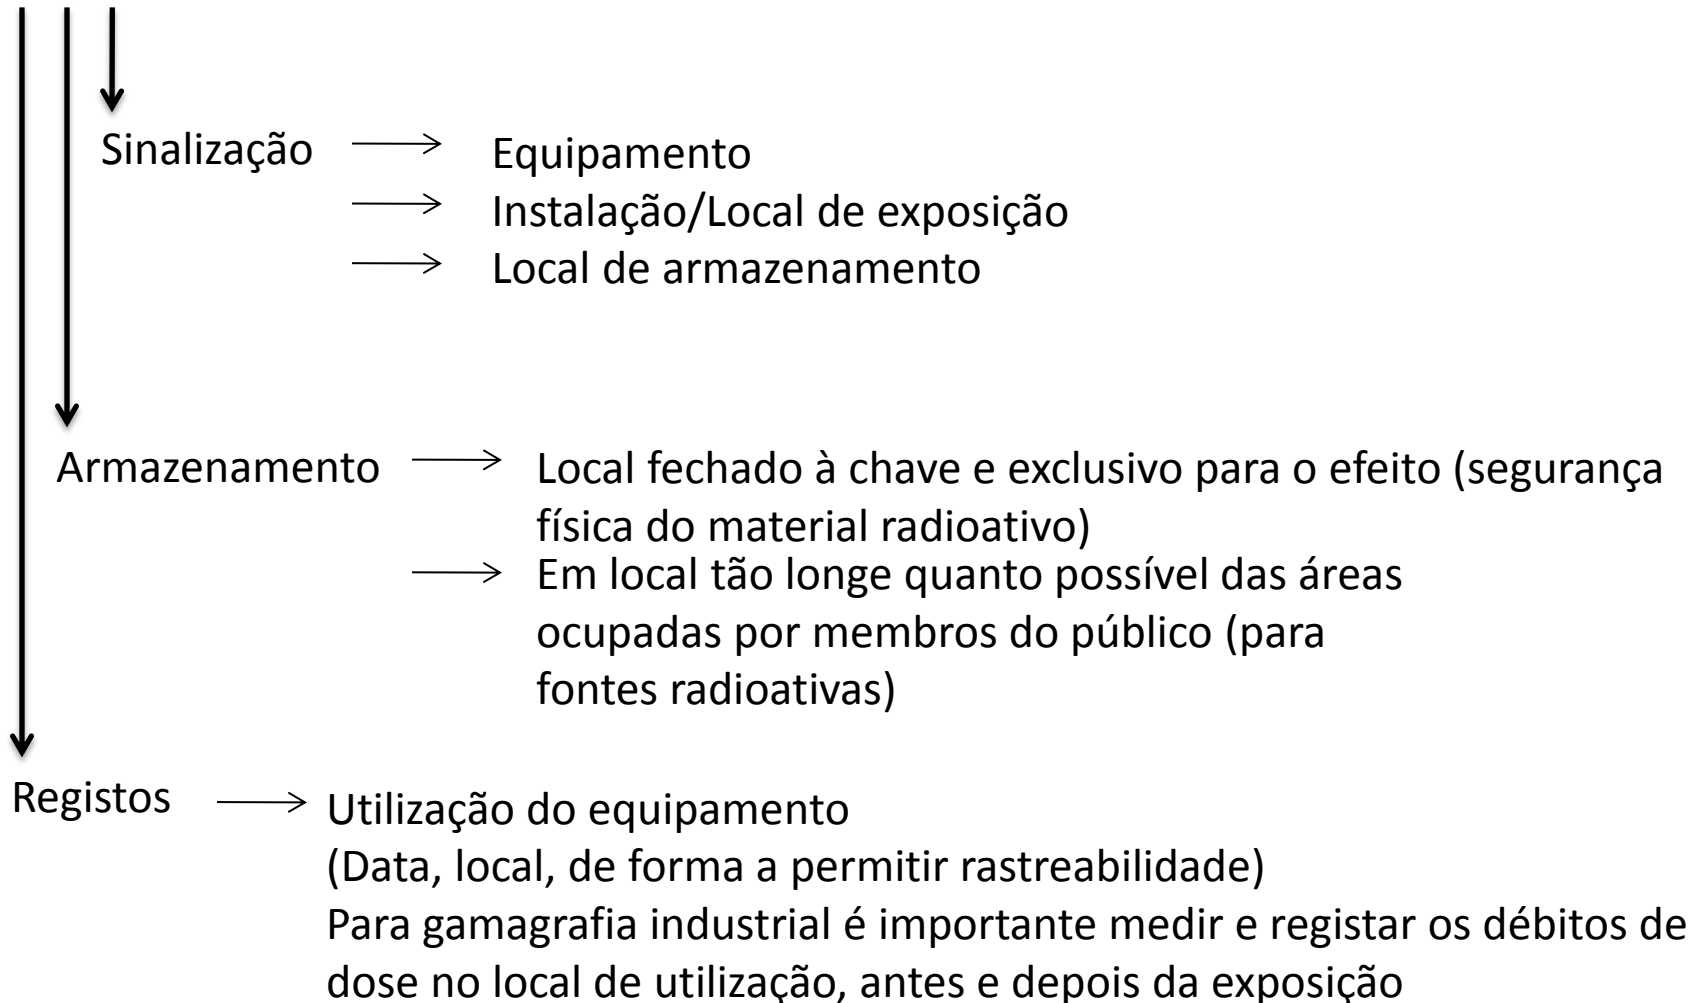 Sinalização
Equipamento
Instalação/Local de exposição
Local de armazenamento
Armazenamento
Local fechado à chave e exclusivo para o efeito (segurança
física do material radioativo)
Em local tão longe quanto possível das áreas
ocupadas por membros do público (para
fontes radioativas)
Registos
Utilização do equipamento
(Data, local, de forma a permitir rastreabilidade)
Para gamagrafia industrial é importante medir e registar os débitos de
dose no local de utilização, antes e depois da exposição